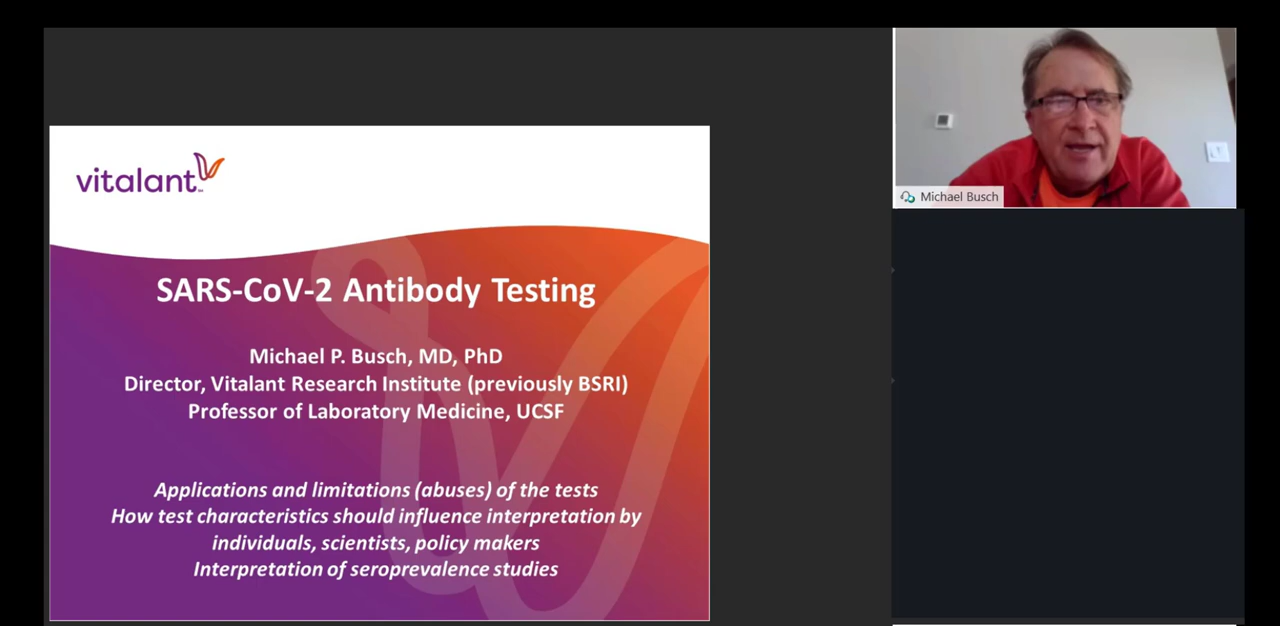 vitalant
SARS-CoV-2 Antibody Testing
Michael P. Busch, MD, PhD
Director, Vitalant Research Institute (previously BSRI)
Professor of Laboratory Medicine, UCSF
Applications and limitations (abuses) of the tests
How test characteristics should influence interpretation by
individuals, scientists, policy makers
Interpretation of seroprevalence studies
Michael Busch